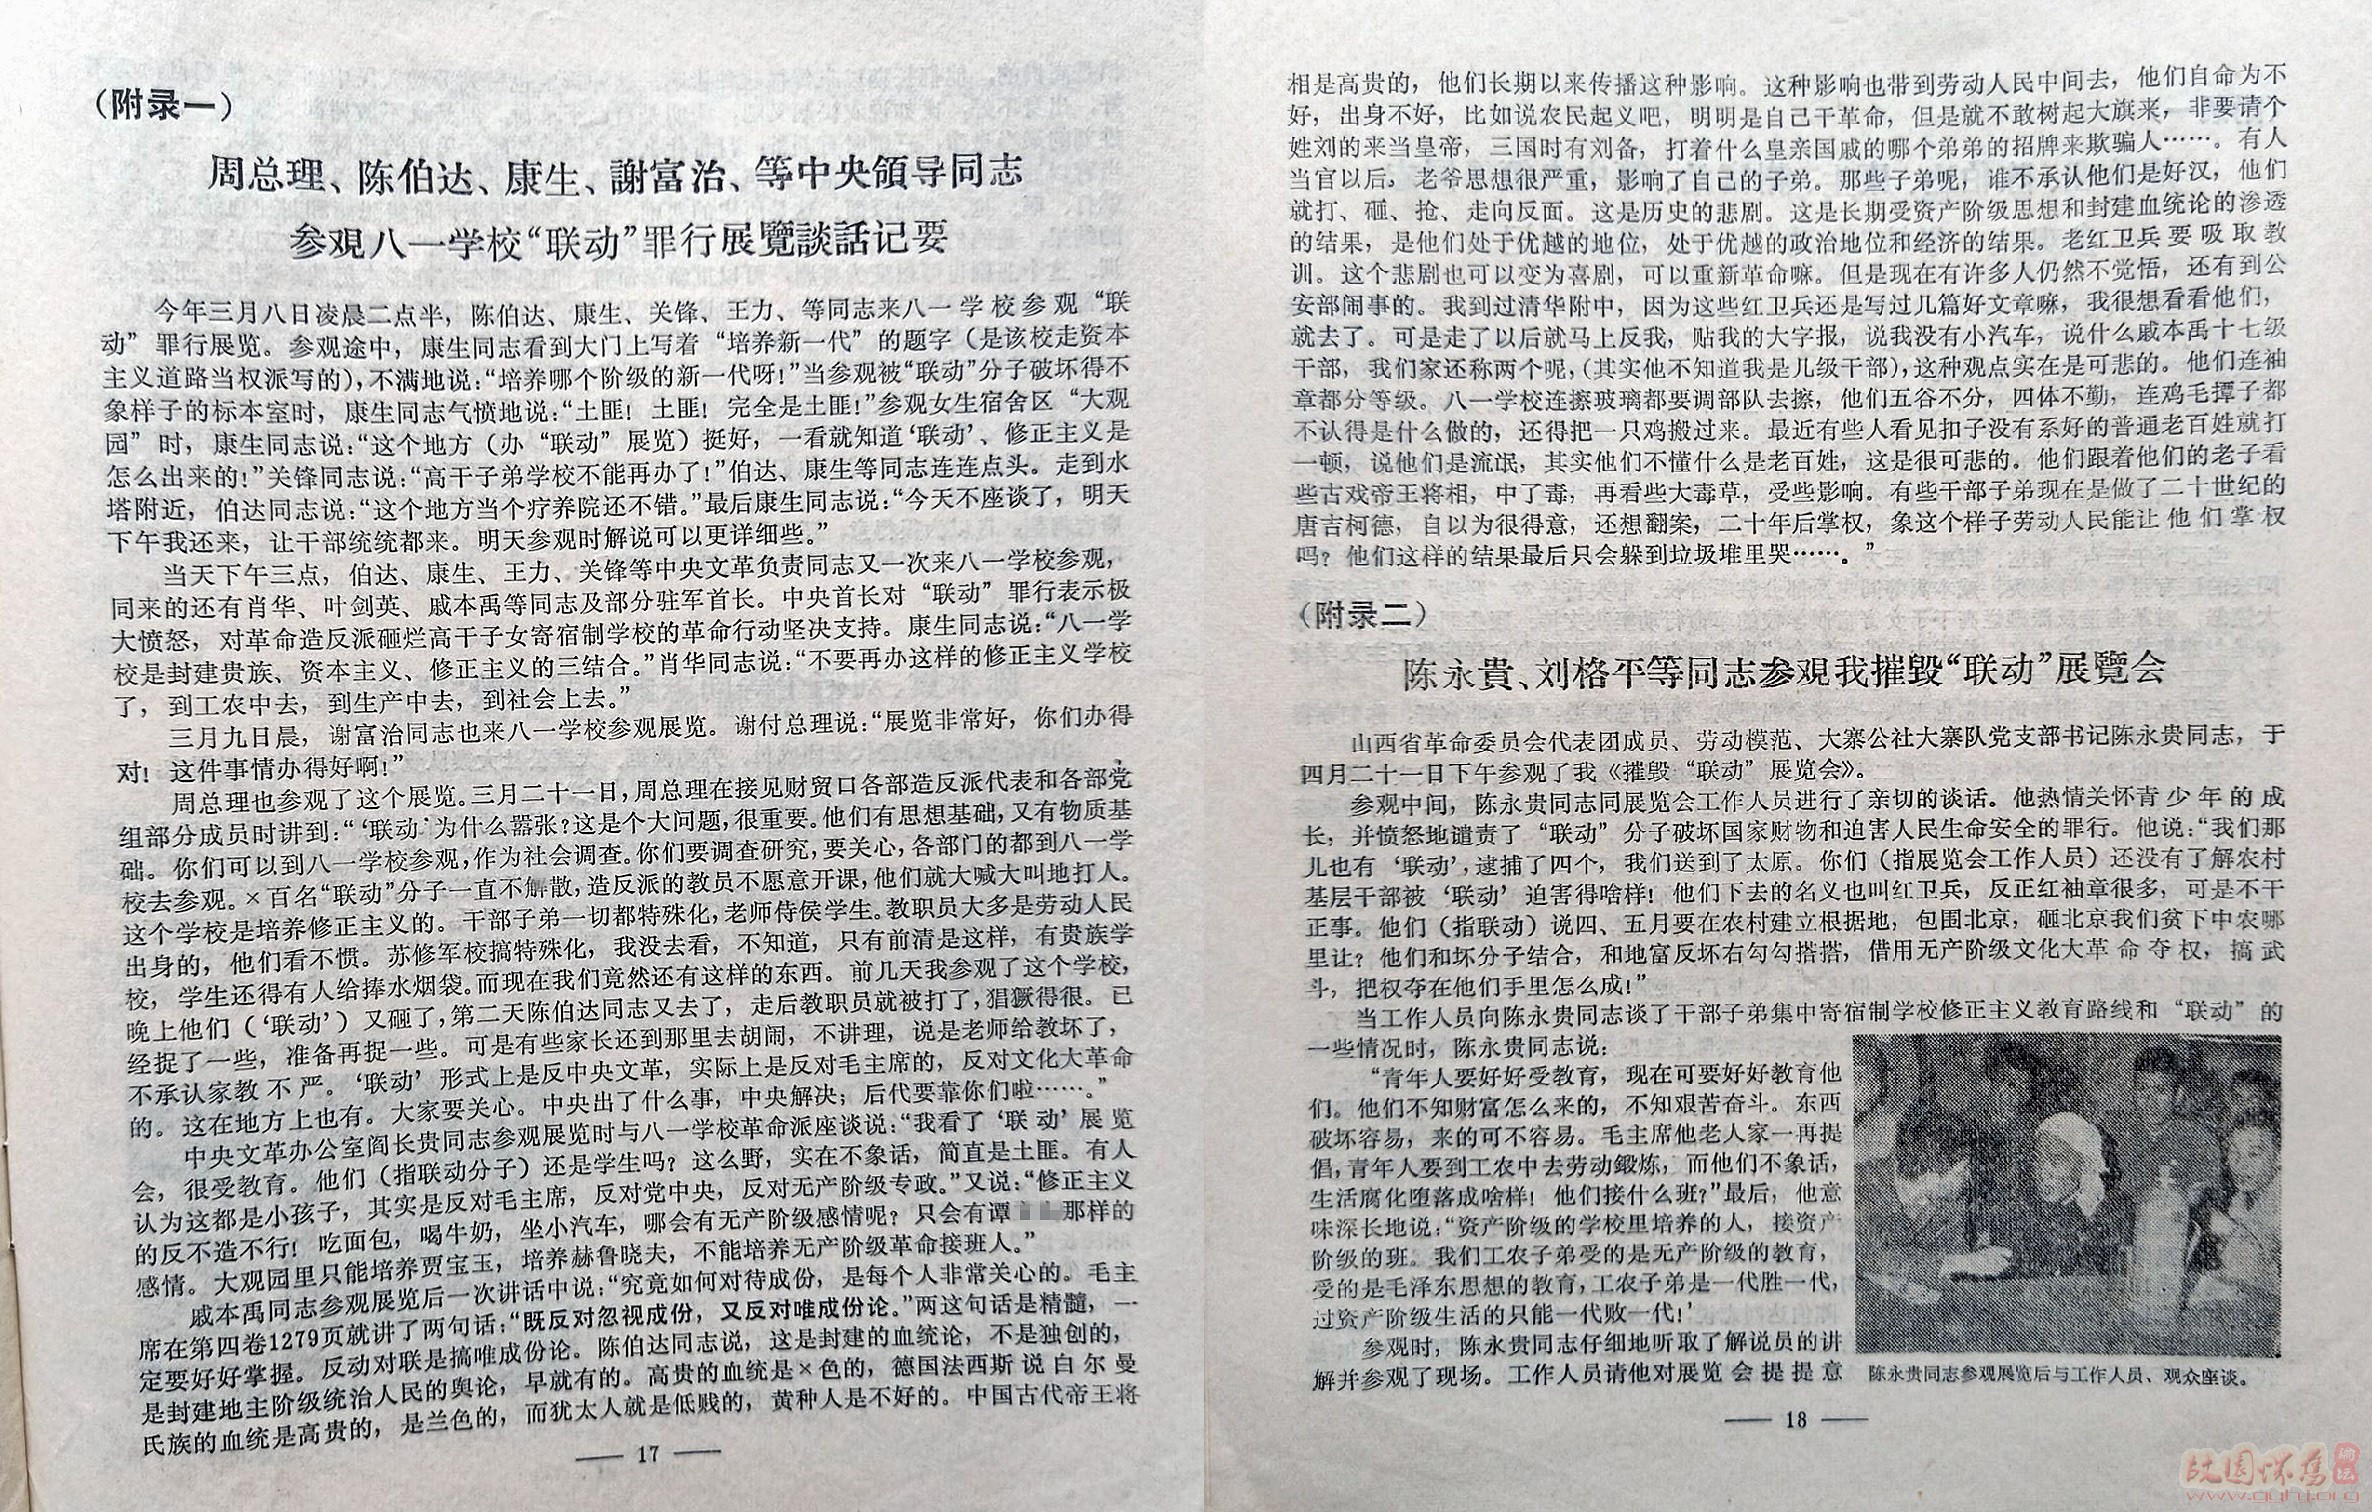 （附录一）
周总理、陈伯达、康生、謝富治、等中央領导同志
参观八一学校“联动”罪行展覽談話记要
今年三月八日凌晨二点半，陈伯达、康生、关锋、王力、等同志来八一学校参观“联
动”罪行展览。参观途中，康生同志看到大门上写着“培养新一代”的题字（是该校走资本
主义道路当权派写的），不满地说：“培养哪个阶级的新一代呀！”当参观被“联动”分子破坏得不
象样子的标本室时，康生同志气愤地说：“土匪！土匪！完全是土匪！”参观女生宿舍区“大观
园”时，康生同志说：“这个地方（办“联动”展览）挺好，一看就知道‘联动’、修正主义是
怎么出来的！”关锋同志说：“高干子弟学校不能再办了！”伯达、康生等同志连连点头。走到水
塔附近，伯达同志说：“这个地方当个疗养院还不错。”最后康生同志说：“今天不座谈了，明天
下午我还来，让干部统统都来。明天参观时解说可以更详细些。”
当天下午三点，伯达、康生、王力、关锋等中央文革负责同志又一次来八一学校参观，
同来的还有肖华、叶剑英、戚本禹等同志及部分驻军首长。中央首长对“联动”罪行表示极
大愤怒，对革命造反派砸烂高干子女寄宿制学校的革命行动坚决支持。康生同志说：“八一学
校是封建贵族、资本主义、修正主义的三结合。”肖华同志说：“不要再办这样的修正主义学校
了，到工农中去，到生产中去，到社会上去。”
三月九日晨，谢富治同志也来八一学校参观展览。谢付总理说：“展览非常好，你们办得
对！这件事情办得好啊！”
周总理也参观了这个展览。三月二十一日，周总理在接见财贸口各部造反派代表和各部党
组部分成员时讲到：“‘联动’为什么嚣张？这是个大问题，很重要。他们有思想基础，又有物质基
础。你们可以到八一学校参观，作为社会调查。你们要调查研究，要关心，各部门的都到八一学
校去参观。×百名“联动”分子一直不解散，造反派的教员不愿意开课，他们就大喊大叫地打人。
这个学校是培养修正主义的。干部子弟一切都特殊化，老师侍侯学生。教职员大多是劳动人民
出身的，他们看不惯。苏修军校搞特殊化，我没去看，不知道，只有前清是这样，有贵族学
校，学生还得有人给捧水烟袋。而现在我们竟然还有这样的东西。前几天我参观了这个学校，
晚上他们（‘联动’）又砸了，第二天陈伯达同志又去了，走后教职员就被打了，猖獗得很。已
经捉了一些，准备再捉一些。可是有些家长还到那里去胡闹，不讲理，说是老师给教坏了，
不承认家教不严。‘联动’形式上是反中央文革，实际上是反对毛主席的，反对文化大革命
的。这在地方上也有。大家要关心。中央出了什么事，中央解决；后代要靠你们啦……。”
中央文革办公室阎长贵同志参观展览时与八一学校革命派座谈说：“我看了‘联动’展览
会，很受教育。他们（指联动分子）还是学生吗？这么野，实在不象话，简直是土匪。有人
认为这都是小孩子，其实是反对毛主席，反对党中央，反对无产阶级专政。”又说：“修正主义
的反不造不行！吃面包，喝牛奶，坐小汽车，哪会有无产阶级感情呢？只会有谭那样的
感情。大观园里只能培养贾宝玉，培养赫鲁晓夫，不能培养无产阶级革命接班人。”
戚本禹同志参观展览后一次讲话中说：“究竟如何对待成份，是每个人非常关心的。毛主
席在第四卷1279页就讲了两句话：“既反对忽视成份，又反对唯成份论。”两这句话是精髓，一
定要好好掌握。反动对联是搞唯成份论。陈伯达同志说，这是封建的血统论，不是独创的，
是封建地主阶级统治人民的舆论，早就有的。高贵的血统是×色的，德国法西斯说白尔曼
氏族的血统是高贵的，是兰色的，而犹太人就是低贱的，黄种人是不好的。中国古代帝王将
—— 17 ——
相是高贵的，他们长期以来传播这种影响。这种影响也带到劳动人民中间去，他们自命为不
好，出身不好，比如说农民起义吧，明明是自己干革命，但是就不敢树起大旗来，非要请个
姓刘的来当皇帝，三国时有刘备，打着什么皇亲国戚的哪个弟弟的招牌来欺骗人……。有人
当官以后，老爷思想很严重，影响了自己的子弟。那些子弟呢，谁不承认他们是好汉，他们
就打、砸、抢、走向反面。这是历史的悲剧。这是长期受资产阶级思想和封建血统论的渗透
的结果，是他们处于优越的地位，处于优越的政治地位和经济的结果。老红卫兵要吸取教
训。这个悲剧也可以变为喜剧，可以重新革命嘛。但是现在有许多人仍然不觉悟，还有到公
安部闹事的。我到过清华附中，因为这些红卫兵还是写过几篇好文章嘛，我很想看看他们，
就去了。可是走了以后就马上反我，贴我的大字报，说我没有小汽车，说什么戚本禹十七级
干部，我们家还称两个呢，（其实他不知道我是几级干部），这种观点实在是可悲的。他们连袖
章都分等级。八一学校连擦玻璃都要调部队去擦，他们五谷不分，四体不勤，连鸡毛掸子都
不认得是什么做的，还得把一只鸡搬过来。最近有些人看见扣子没有系好的普通老百姓就打
一顿，说他们是流氓，其实他们不懂什么是老百姓，这是很可悲的。他们跟着他们的老子看
些古戏帝王将相，中了毒，再看些大毒草，受些影响。有些干部子弟现在是做了二十世纪的
唐吉柯德，自以为很得意，还想翻案，二十年后掌权，象这个样子劳动人民能让他们掌权
吗？他们这样的结果最后只会躲到垃圾堆里哭……。”
（附录二）
陈永貴、刘格平等同志参观我摧毁“联动”展覽会
山西省革命委员会代表团成员、劳动模范、大寨公社大寨队党支部书记陈永贵同志，于
四月二十一日下午参观了我《摧毁“联动”展览会》。
参观中间，陈永贵同志同展览会工作人员进行了亲切的谈话。他热情关怀青少年的成
长，并愤怒地谴责了“联动”分子破坏国家财物和迫害人民生命安全的罪行。他说：“我们那
儿也有‘联动’，逮捕了四个，我们送到了太原。你们（指展览会工作人员）还没有了解农村
基层干部被‘联动’迫害得啥样！他们下去的名义也叫红卫兵，反正红袖章很多，可是不干
正事。他们（指联动）说四、五月要在农村建立根据地，包围北京，砸北京我们贫下中农哪
里让？他们和坏分子结合，和地富反坏右勾勾搭搭，借用无产阶级文化大革命夺权，搞武
斗，把权夺在他们手里怎么成！”
当工作人员向陈永贵同志谈了干部子弟集中寄宿制学校修正主义教育路线和“联动”的
一些情况时，陈永贵同志说：
“青年人要好好受教育，现在可要好好教育他
们。他们不知财富怎么来的，不知艰苦奋斗。东西
破坏容易，来的可不容易。毛主席他老人家一再提
倡，青年人要到工农中去劳动鍛炼，而他们不象话，
生活腐化堕落成啥样！他们接什么班？”最后，他意
味深长地说：“资产阶级的学校里培养的人，接资产
阶级的班。我们工农子弟受的是无产阶级的教育，
受的是毛泽东思想的教育，工农子弟是一代胜一代，
过资产阶级生活的只能一代败一代！’
参观时，陈永贵同志仔细地听取了解说员的讲
解并参观了现场。工作人员请他对展览会提提意
陈永贵同志参观展览后与工作人员、观众座谈。
—— 18 ——
故园怀旧
论坛
www.gyhj.org